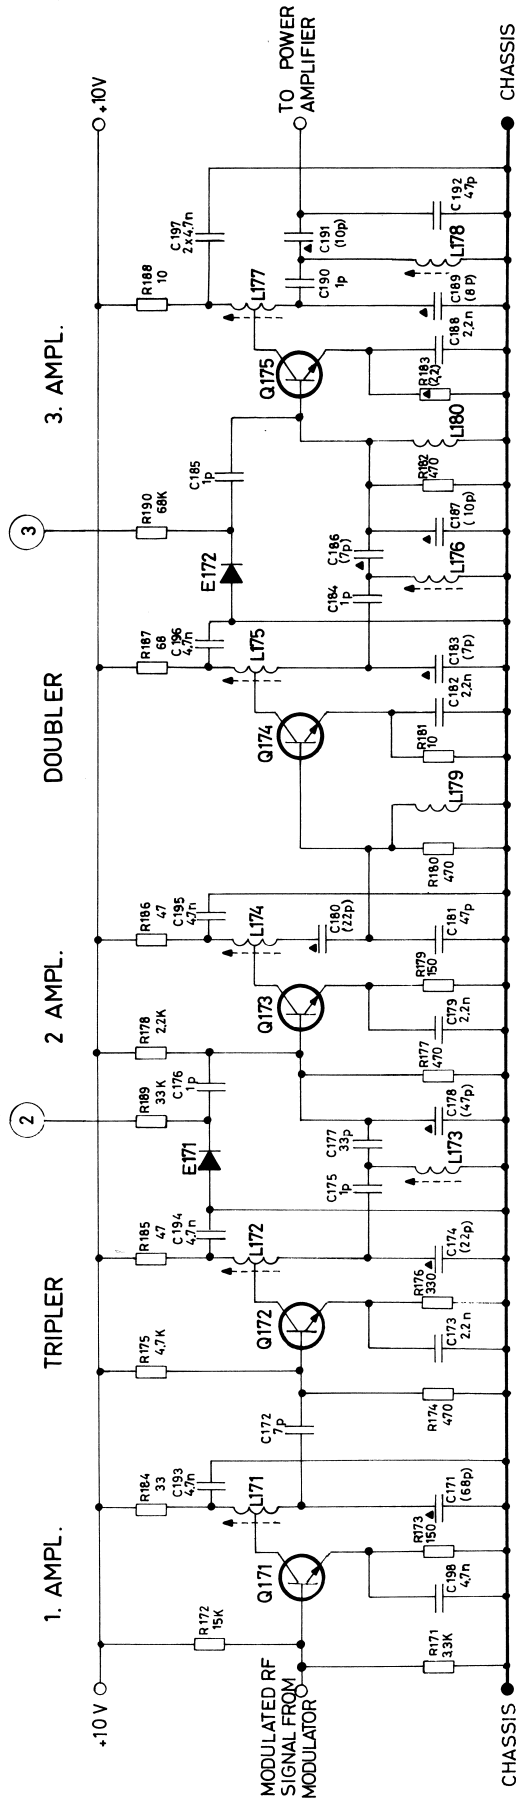 1. AMPL.
TRIPLER
2 AMPL.
DOUBLER
3. AMPL.
+10V
+10V
2
3
R172
15K
R184
33
C193
4.7n
L171
R175
4.7K
R185
47
C194
4.7n
L172
E171
R189
33K
C176
1p
R178
2.2K
R186
47
C195
4.7n
L174
R187
68
C196
4.7n
L175
E172
R190
68K
C185
1p
R188
10
C197
2x4.7n
L177
MODULATED RF
SIGNAL FROM
MODULATOR
Q171
C172
7p
Q172
C175
1p
C177
33p
Q173
C180
(22p)
Q174
C184
1p
C186
(7p)
Q175
C190
1p
C191
(10p)
TO POWER
AMPLIFIER
R171
3.3K
C198
4.7n
R173
150
C171
(68p)
R174
470
C173
2.2n
R176
330
C174
(22p)
L173
C178
(47p)
R177
470
C179
2.2n
R179
150
C181
47p
R180
470
L179
R181
10
C182
2.2n
C183
(7p)
L176
C187
(10p)
R182
470
L180
R183
(2.2)
C188
2.2n
C189
(8p)
L178
C192
47p
CHASSIS
CHASSIS